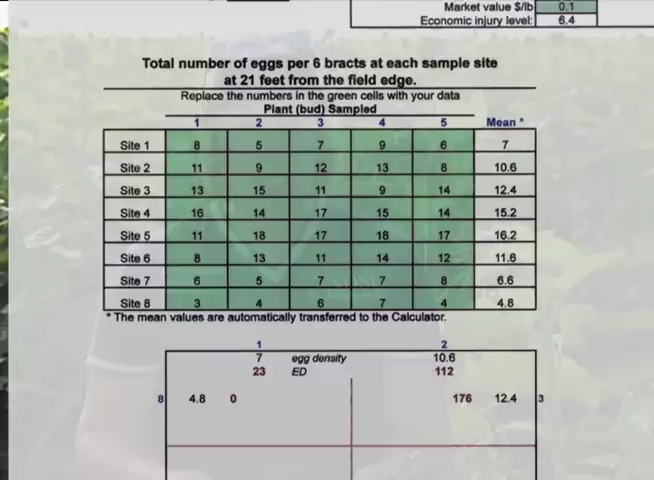 Market value $/lb 0.1
Economic injury level: 6.4
Total number of eggs per 6 bracts at each sample site
at 21 feet from the field edge.
Replace the numbers in the green cells with your data
Plant (bud) Sampled
1 2 3 4 5 Mean *
Site 1 8 5 7 9 6 7
Site 2 11 9 12 13 8 10.6
Site 3 13 15 11 9 14 12.4
Site 4 16 14 17 15 14 15.2
Site 5 11 18 17 18 17 16.2
Site 6 8 13 11 14 12 11.6
Site 7 6 5 7 7 8 6.6
Site 8 3 4 6 7 4 4.8
* The mean values are automatically transferred to the Calculator.
1 2
7 egg density 10.6
23 ED 112
8 4.8 0 176 12.4 3